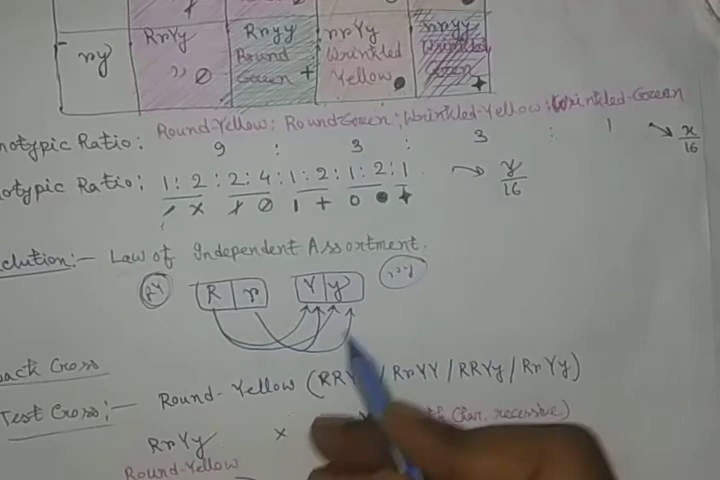 RrYy Rryy rrYy rryy
ry Round Wrinkled Wrinkled
" Ø Green + Yellow Green
Round-Yellow : Round Green : Wrinkled-Yellow : Wrinkled-Green
notypic Ratio: 9 : 3 : 3 : 1 x/16
notypic Ratio: 1 : 2 : 2 : 4 : 1 : 2 : 1 : 2 : 1 y/16
clution:- Law of Independent Assortment.
R r Y y
back Cross
Test Cross:- Round-Yellow (RRYY / RrYY / RRYy / RrYy)
RrYy × recessive)
Round-Yellow